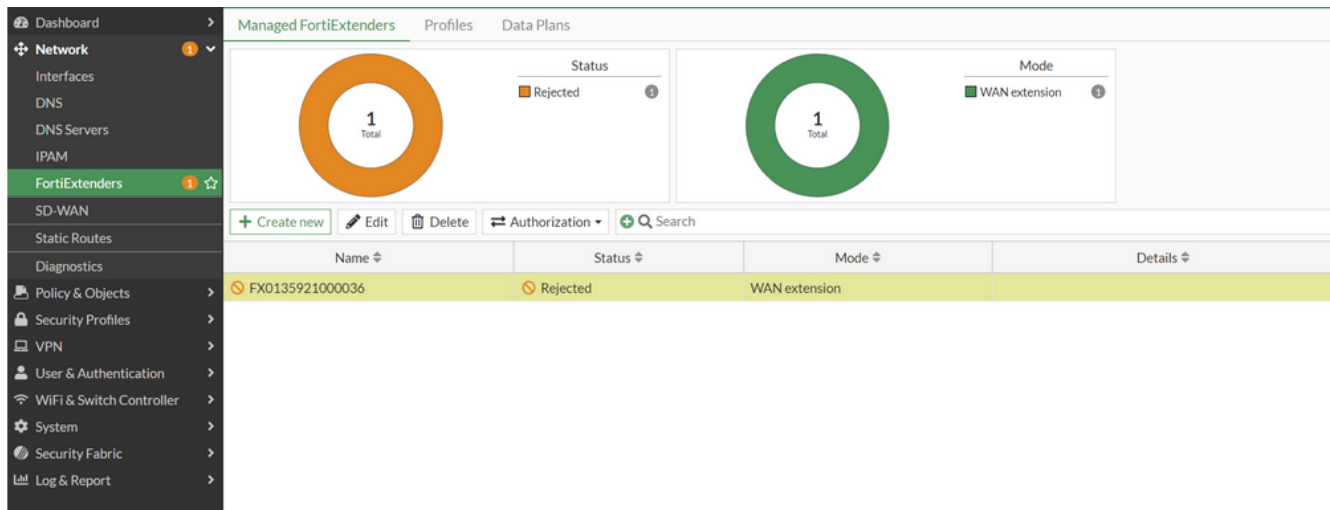 Dashboard
Network 1
Interfaces
DNS
DNS Servers
IPAM
FortiExtenders 1
SD-WAN
Static Routes
Diagnostics
Policy & Objects
Security Profiles
VPN
User & Authentication
WiFi & Switch Controller
System
Security Fabric
Log & Report
Managed FortiExtenders Profiles Data Plans
1
Total
Status
Rejected 1
1
Total
Mode
WAN extension 1
Create new Edit Delete Authorization Search
Name Status Mode Details
FX0135921000036 Rejected WAN extension